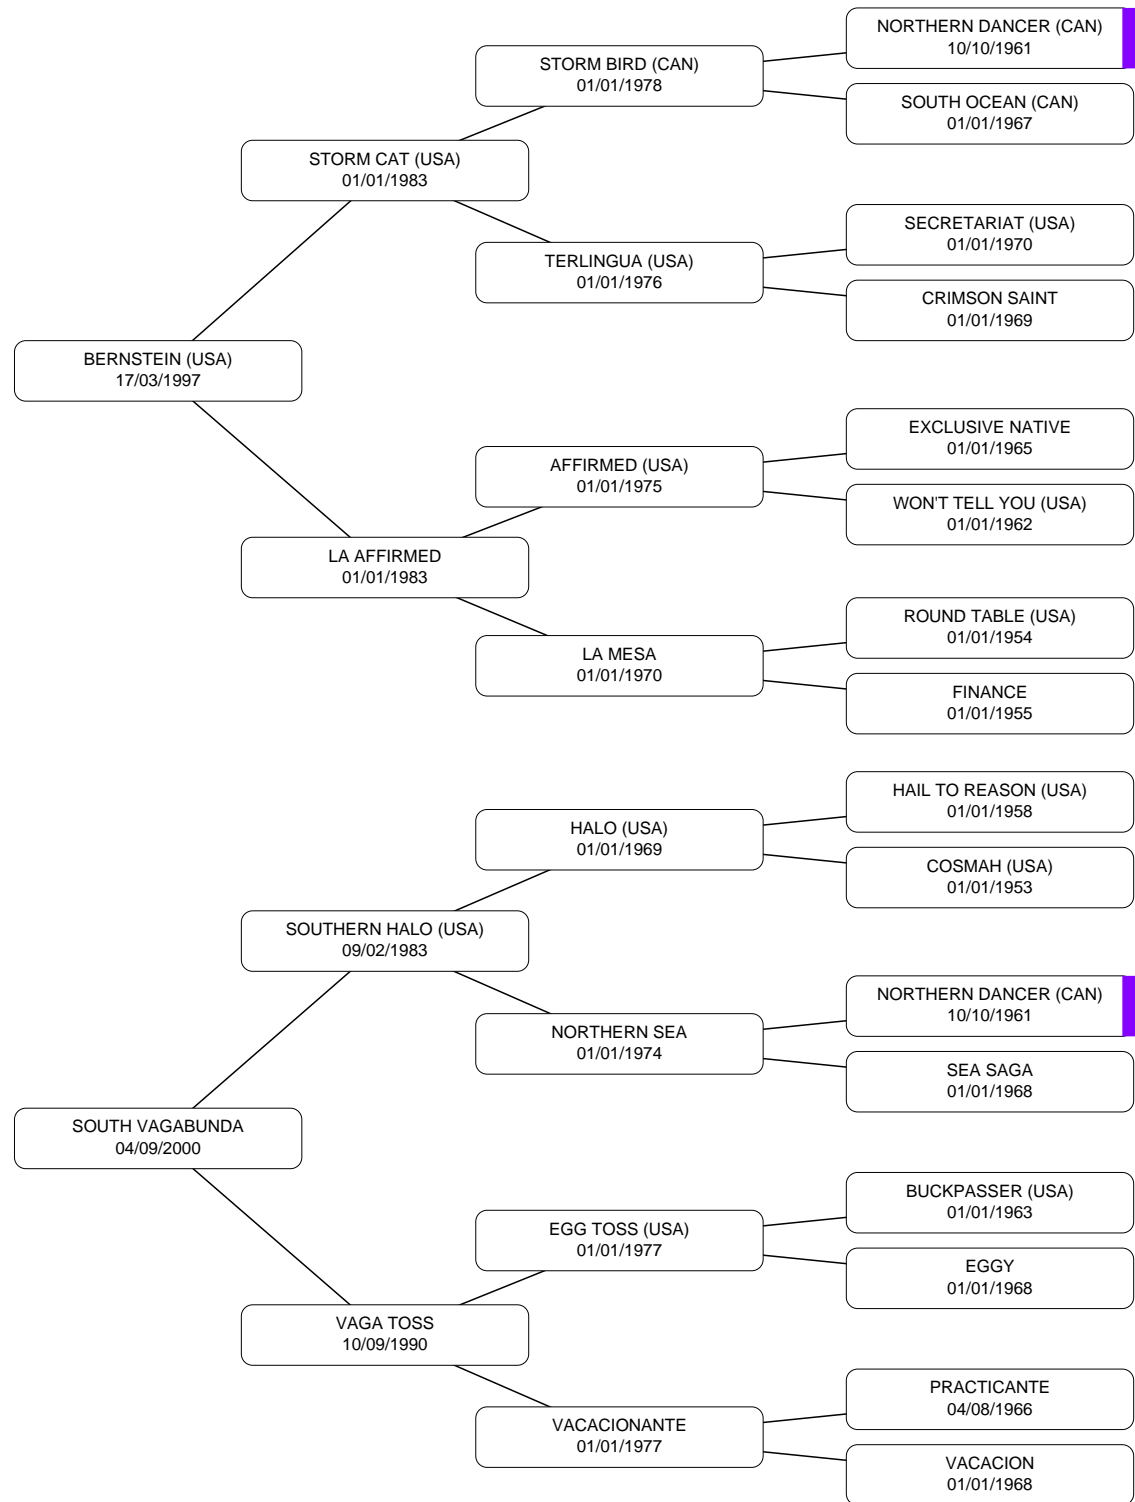 NORTHERN DANCER (CAN)
10/10/1961
STORM BIRD (CAN)
01/01/1978
SOUTH OCEAN (CAN)
01/01/1967
STORM CAT (USA)
01/01/1983
SECRETARIAT (USA)
01/01/1970
TERLINGUA (USA)
01/01/1976
CRIMSON SAINT
01/01/1969
BERNSTEIN (USA)
17/03/1997
EXCLUSIVE NATIVE
01/01/1965
AFFIRMED (USA)
01/01/1975
WON'T TELL YOU (USA)
01/01/1962
LA AFFIRMED
01/01/1983
ROUND TABLE (USA)
01/01/1954
LA MESA
01/01/1970
FINANCE
01/01/1955
HAIL TO REASON (USA)
01/01/1958
HALO (USA)
01/01/1969
COSMAH (USA)
01/01/1953
SOUTHERN HALO (USA)
09/02/1983
NORTHERN DANCER (CAN)
10/10/1961
NORTHERN SEA
01/01/1974
SEA SAGA
01/01/1968
SOUTH VAGABUNDA
04/09/2000
BUCKPASSER (USA)
01/01/1963
EGG TOSS (USA)
01/01/1977
EGGY
01/01/1968
VAGA TOSS
10/09/1990
PRACTICANTE
04/08/1966
VACACIONANTE
01/01/1977
VACACION
01/01/1968